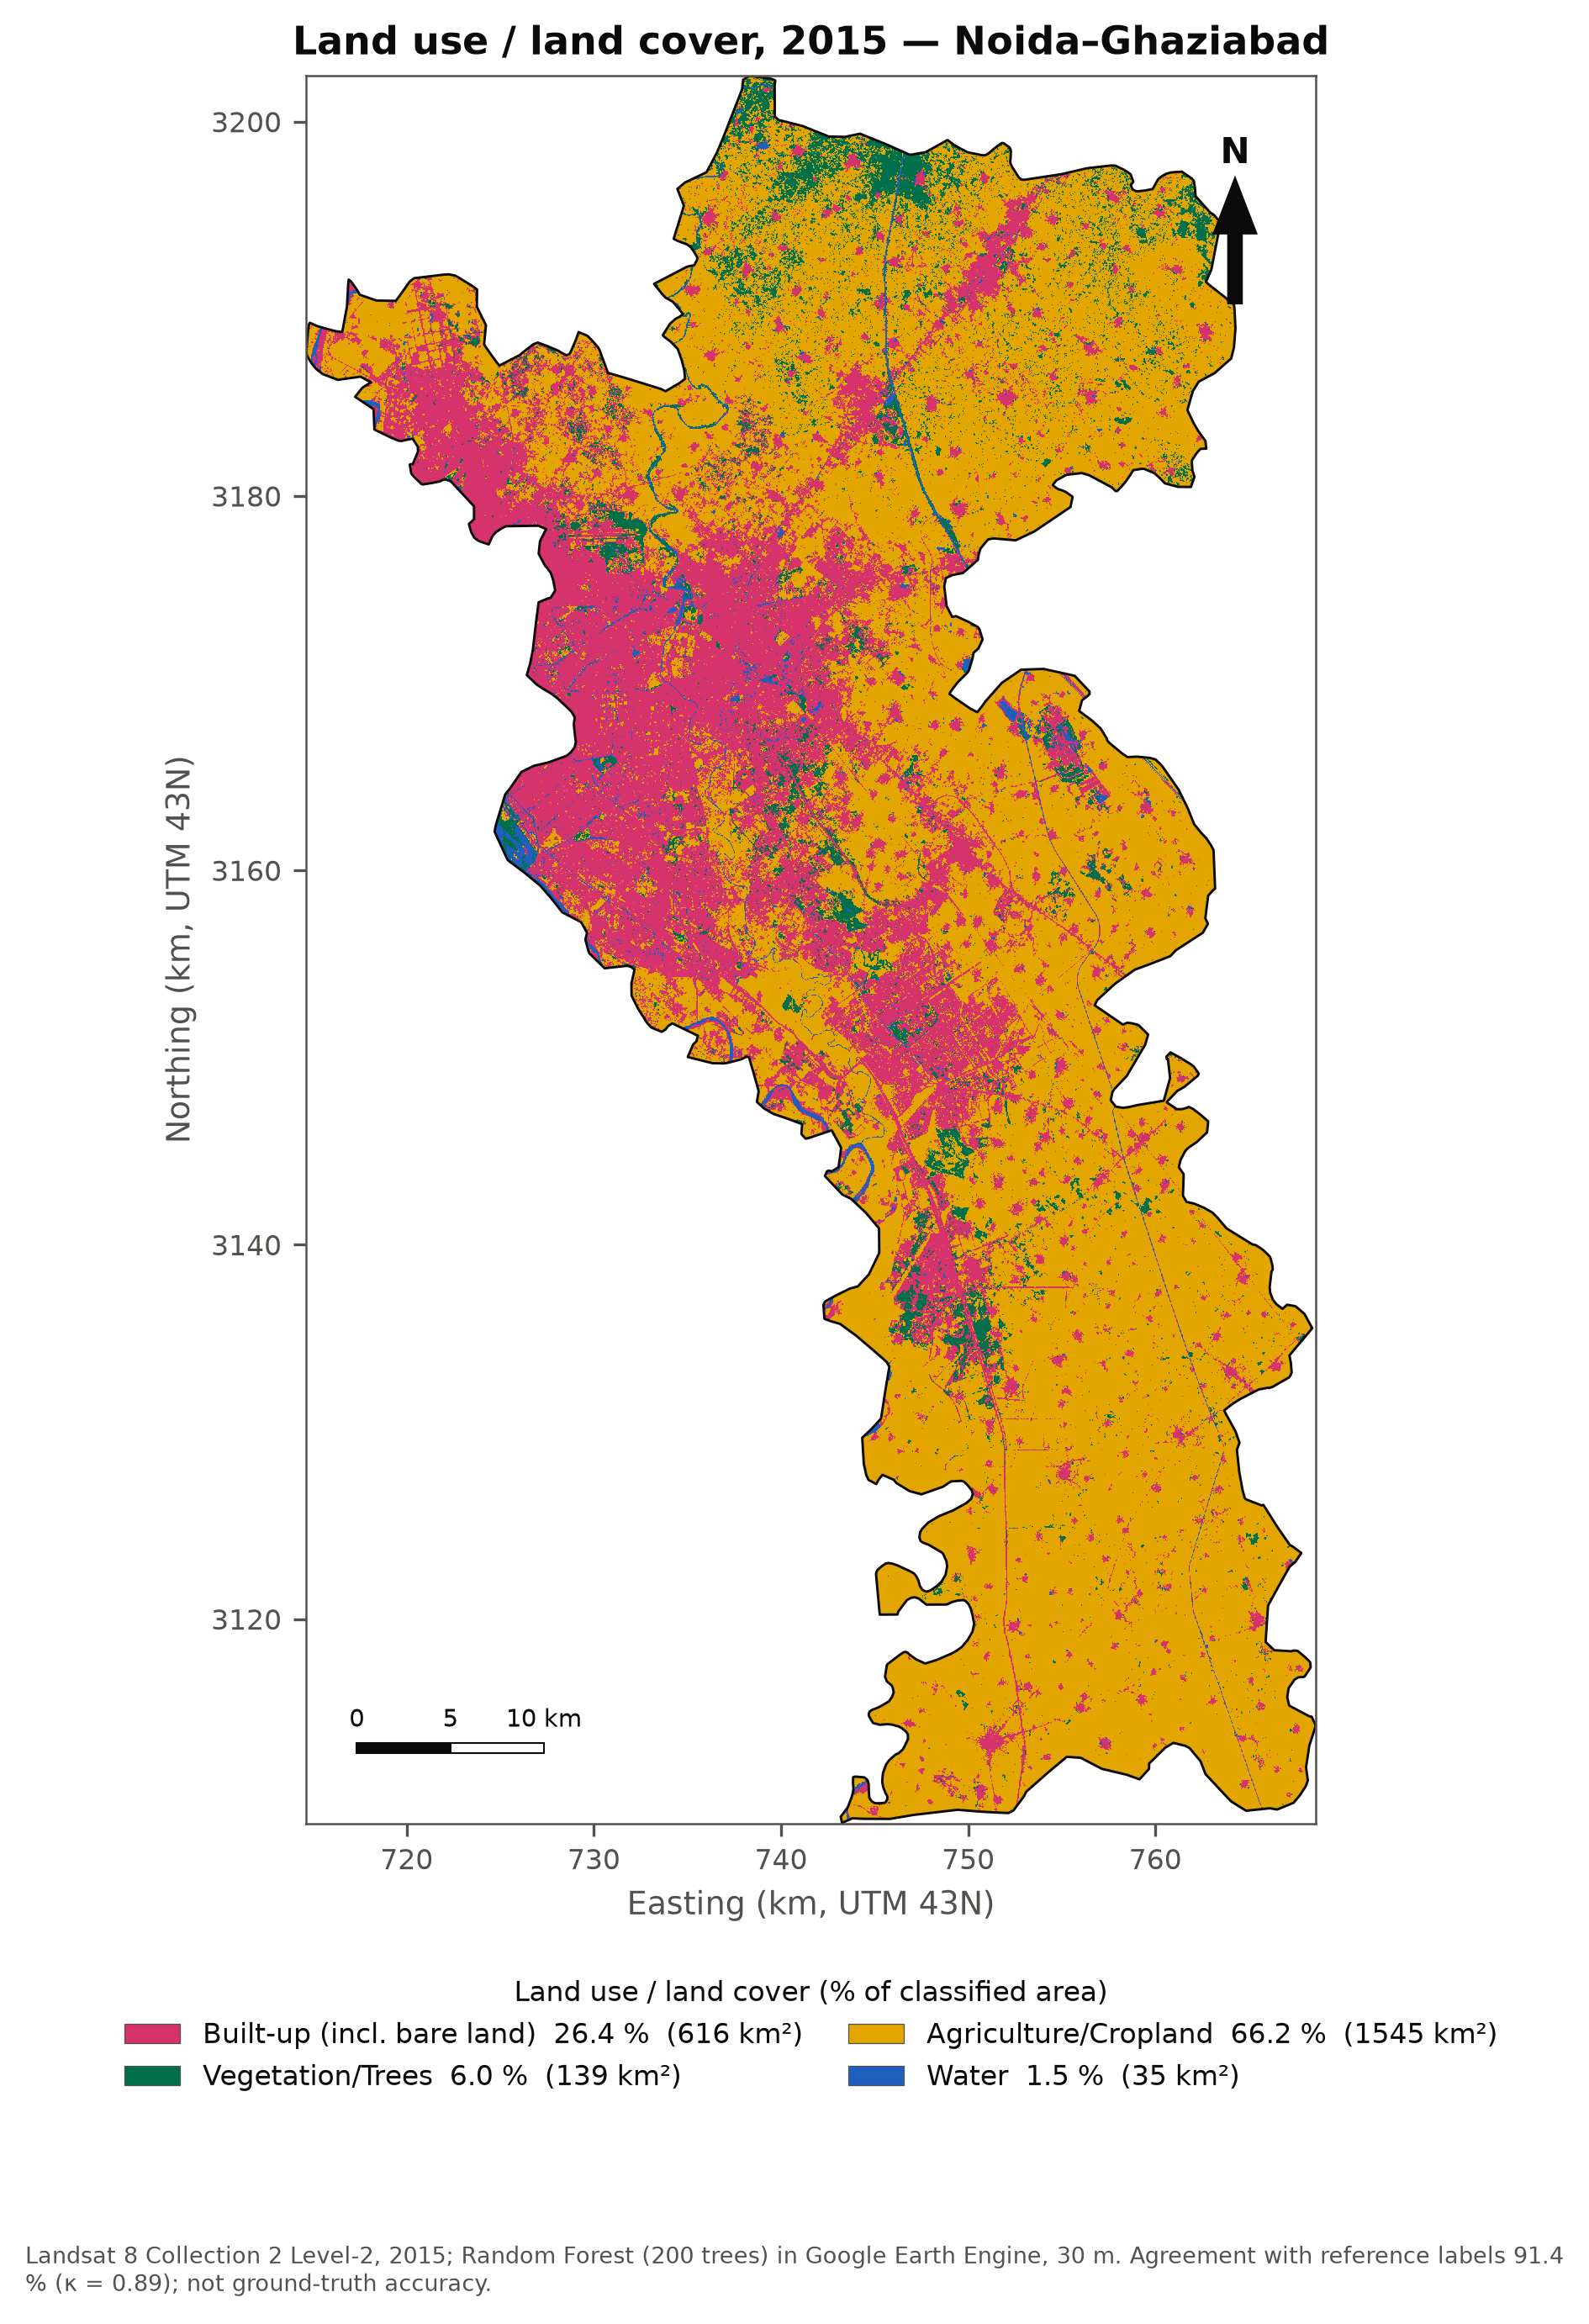 Land use / land cover, 2015 — Noida–Ghaziabad
N
3200
3180
3160
3140
3120
Northing (km, UTM 43N)
0 5 10 km
720 730 740 750 760
Easting (km, UTM 43N)
Land use / land cover (% of classified area)
Built-up (incl. bare land) 26.4 % (616 km²)
Agriculture/Cropland 66.2 % (1545 km²)
Vegetation/Trees 6.0 % (139 km²)
Water 1.5 % (35 km²)
Landsat 8 Collection 2 Level-2, 2015; Random Forest (200 trees) in Google Earth Engine, 30 m. Agreement with reference labels 91.4
% (κ = 0.89); not ground-truth accuracy.